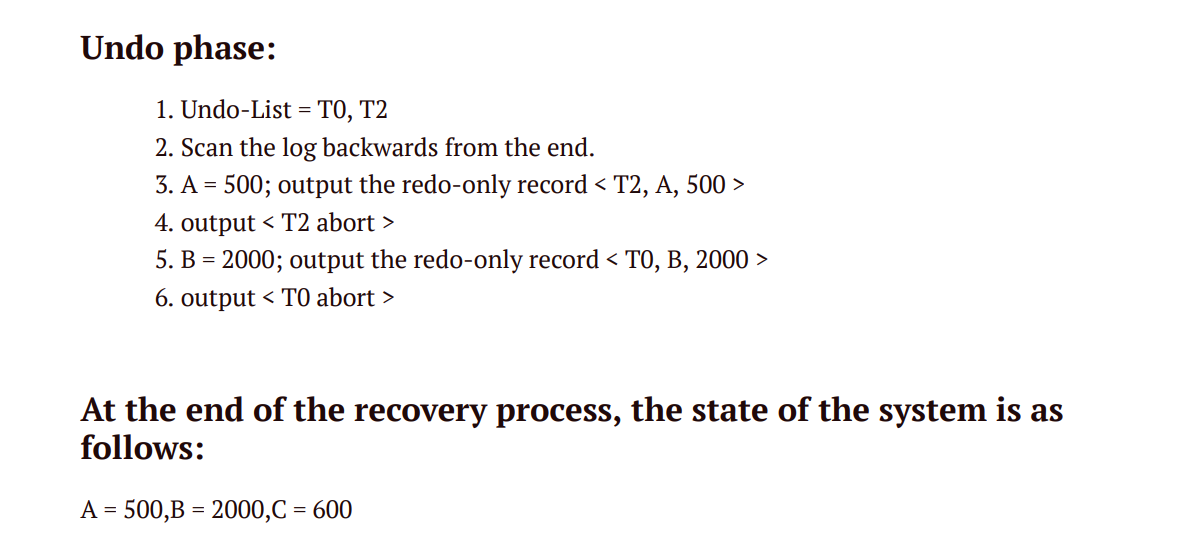 Undo phase:
1. Undo-List = T0, T2
2. Scan the log backwards from the end.
3. A = 500; output the redo-only record < T2, A, 500 >
4. output < T2 abort >
5. B = 2000; output the redo-only record < T0, B, 2000 >
6. output < T0 abort >
At the end of the recovery process, the state of the system is as
follows:
A = 500,B = 2000,C = 600